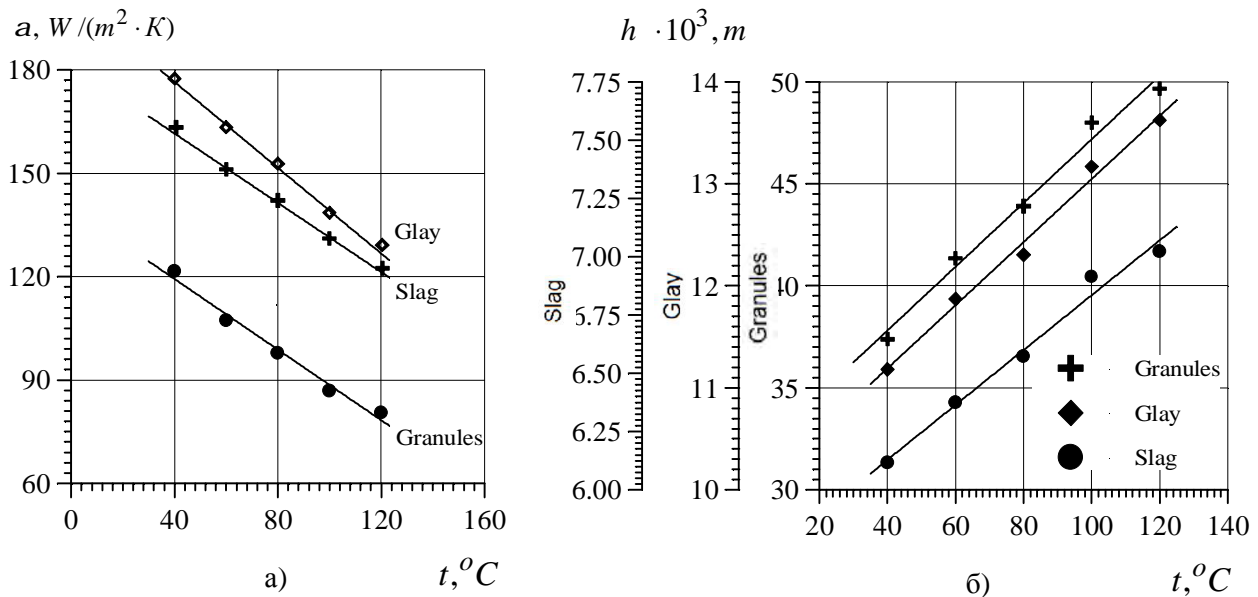 a, W/(m² · K)
180
150
120
90
60
0 40 80 120 160
Glay
Slag
Granules
a)
t,°C
h ·10³, m
7.75
7.50
7.25
7.00
6.75
6.50
6.25
6.00
Slag
14
13
12
11
10
Glay
50
45
40
35
30
Granules
20 40 60 80 100 120 140
Granules
Glay
Slag
б)
t,°C